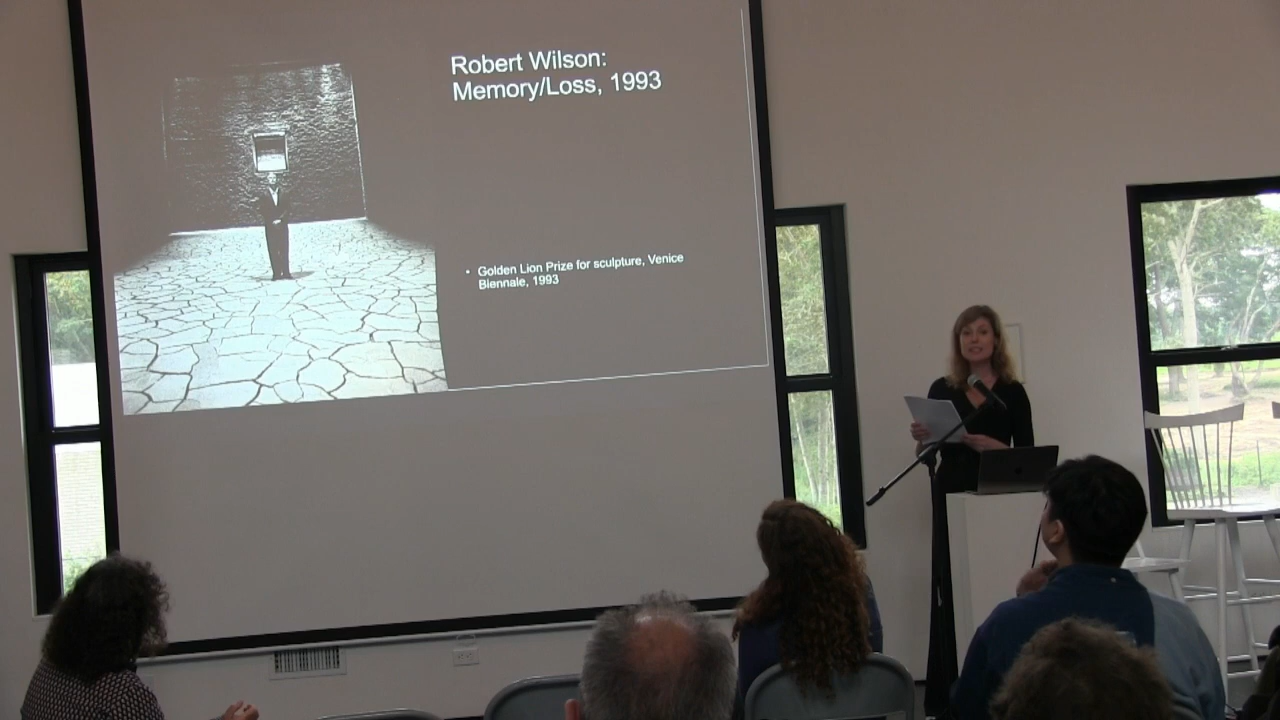 Robert Wilson:
Memory/Loss, 1993
• Golden Lion Prize for sculpture, Venice
Biennale, 1993